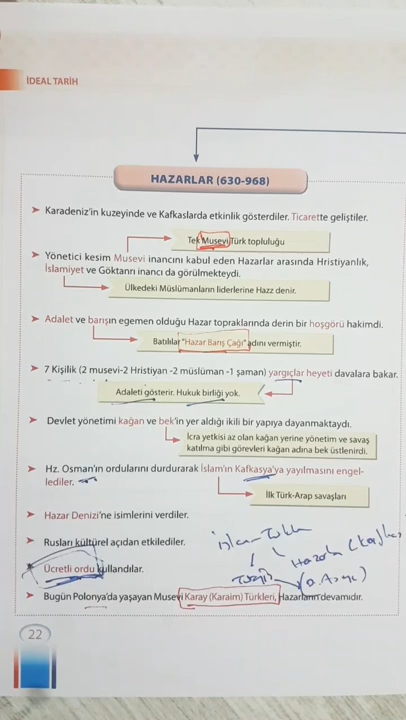 İDEAL TARİH
HAZARLAR (630-968)
➤ Karadeniz'in kuzeyinde ve Kafkaslarda etkinlik gösterdiler. Ticarette geliştiler.
Tek Musevi Türk topluluğu
➤ Yönetici kesim Musevi inancını kabul eden Hazarlar arasında Hristiyanlık,
İslamiyet ve Göktanrı inancı da görülmekteydi.
Ülkedeki Müslümanların liderlerine Hazz denir.
➤ Adalet ve barışın egemen olduğu Hazar topraklarında derin bir hoşgörü hakimdi.
Batılılar "Hazar Barış Çağı" adını vermiştir.
➤ 7 Kişilik (2 musevi-2 Hristiyan -2 müslüman -1 şaman) yargıçlar heyeti davalara bakar.
Adaleti gösterir. Hukuk birliği yok.
➤ Devlet yönetimi kağan ve bek'in yer aldığı ikili bir yapıya dayanmaktaydı.
İcra yetkisi az olan kağan yerine yönetim ve savaş
katılma gibi görevleri kağan adına bek üstlenirdi.
➤ Hz. Osman'ın ordularını durdurarak İslam'ın Kafkasya'ya yayılmasını engel-
lediler.
İlk Türk-Arap savaşları
➤ Hazar Denizi'ne isimlerini verdiler.
➤ Rusları kültürel açıdan etkilediler.
Ücretli ordu kullandılar.
➤ Bugün Polonya'da yaşayan Musevi Karay (Karaim) Türkleri, Hazarların devamıdır.
22